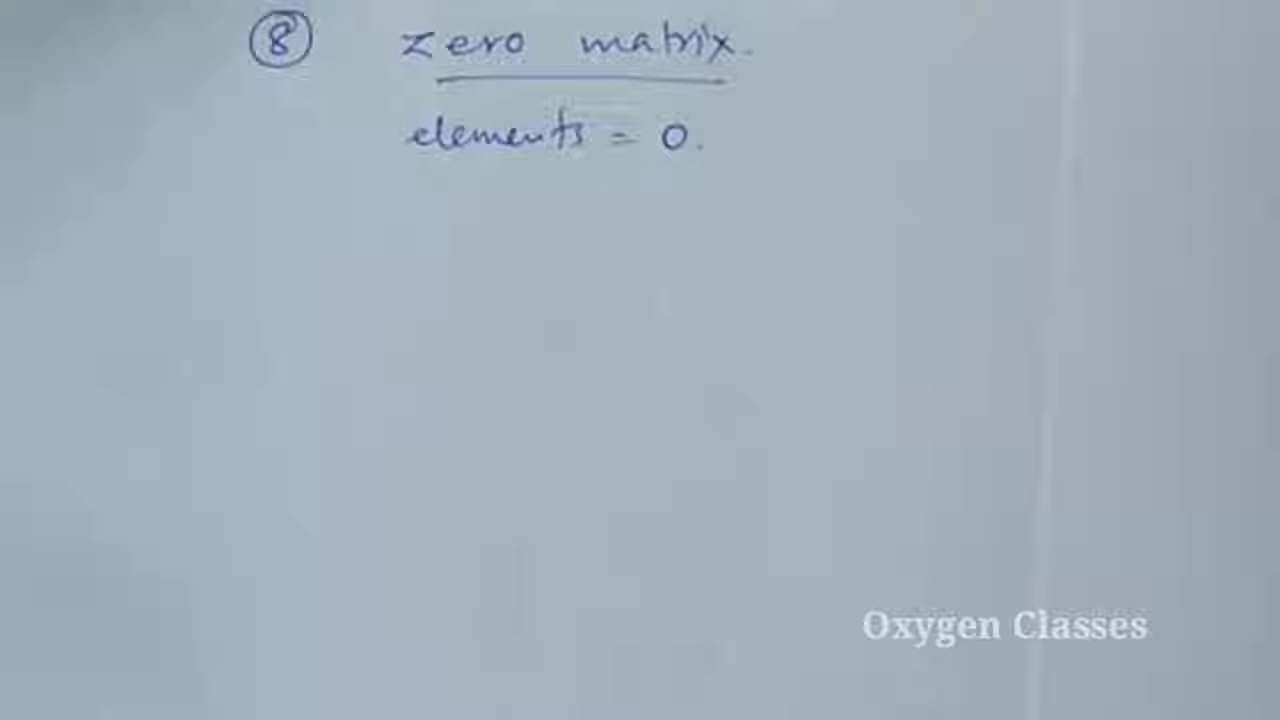 ⑧ zero matrix.
elements = 0.
Oxygen Classes